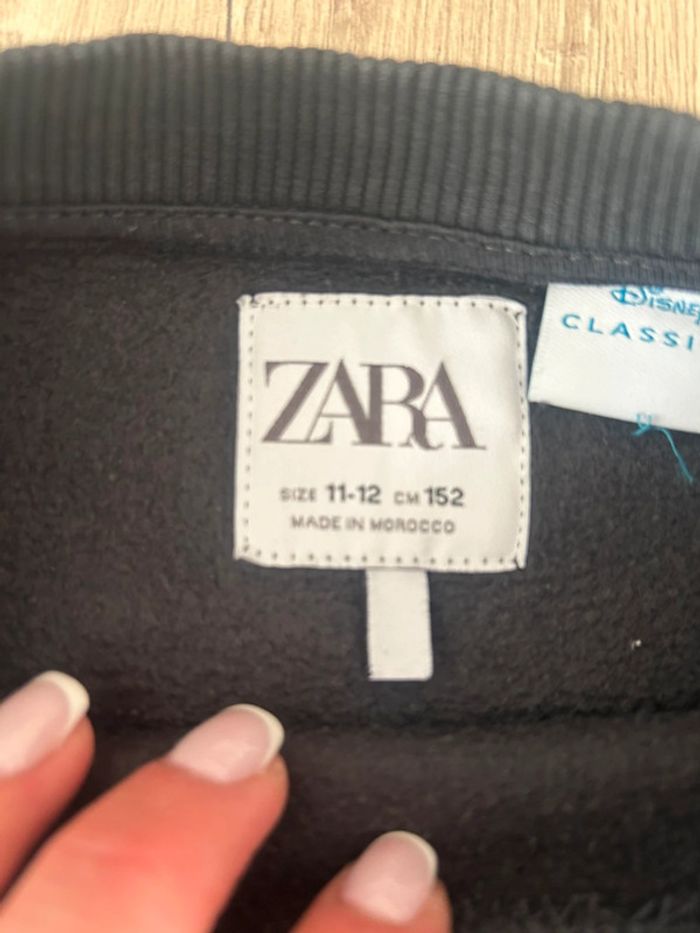 ZARA
SIZE 11-12 CM 152
MADE IN MOROCCO
DISNEY
CLASSI